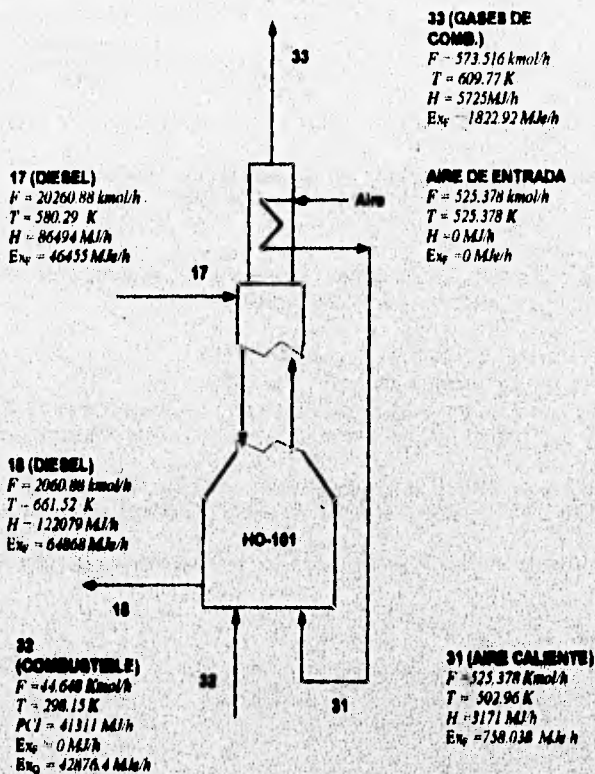 33 (GASES DE
COMB.)
F = 573.516 kmol/h
T = 609.77 K
H = 5725MJ/h
ExF = 1822.92 MJe/h
33
17 (DIESEL)
F = 20260.88 kmol/h
T = 580.29 K
H = 86494 MJ/h
ExF = 46455 MJe/h
AIRE DE ENTRADA
F = 525.378 kmol/h
T = 525.378 K
H =0 MJ/h
ExF =0 MJe/h
Aire
17
18 (DIESEL)
F = 2060.88 kmol/h
T = 661.52 K
H = 122079 MJ/h
ExF = 64868 MJe/h
HO-101
18
32
(COMBUSTIBLE)
F =44.648 Kmol/h
T = 298.15 K
PCI = 41311 MJ/h
ExF = 0 MJ/h
ExQ = 42876.4 MJe/h
32
31
31 (AIRE CALIENTE)
F =525.378 Kmol/h
T = 502.96 K
H =3171 MJ/h
ExF =758.038 MJe/h